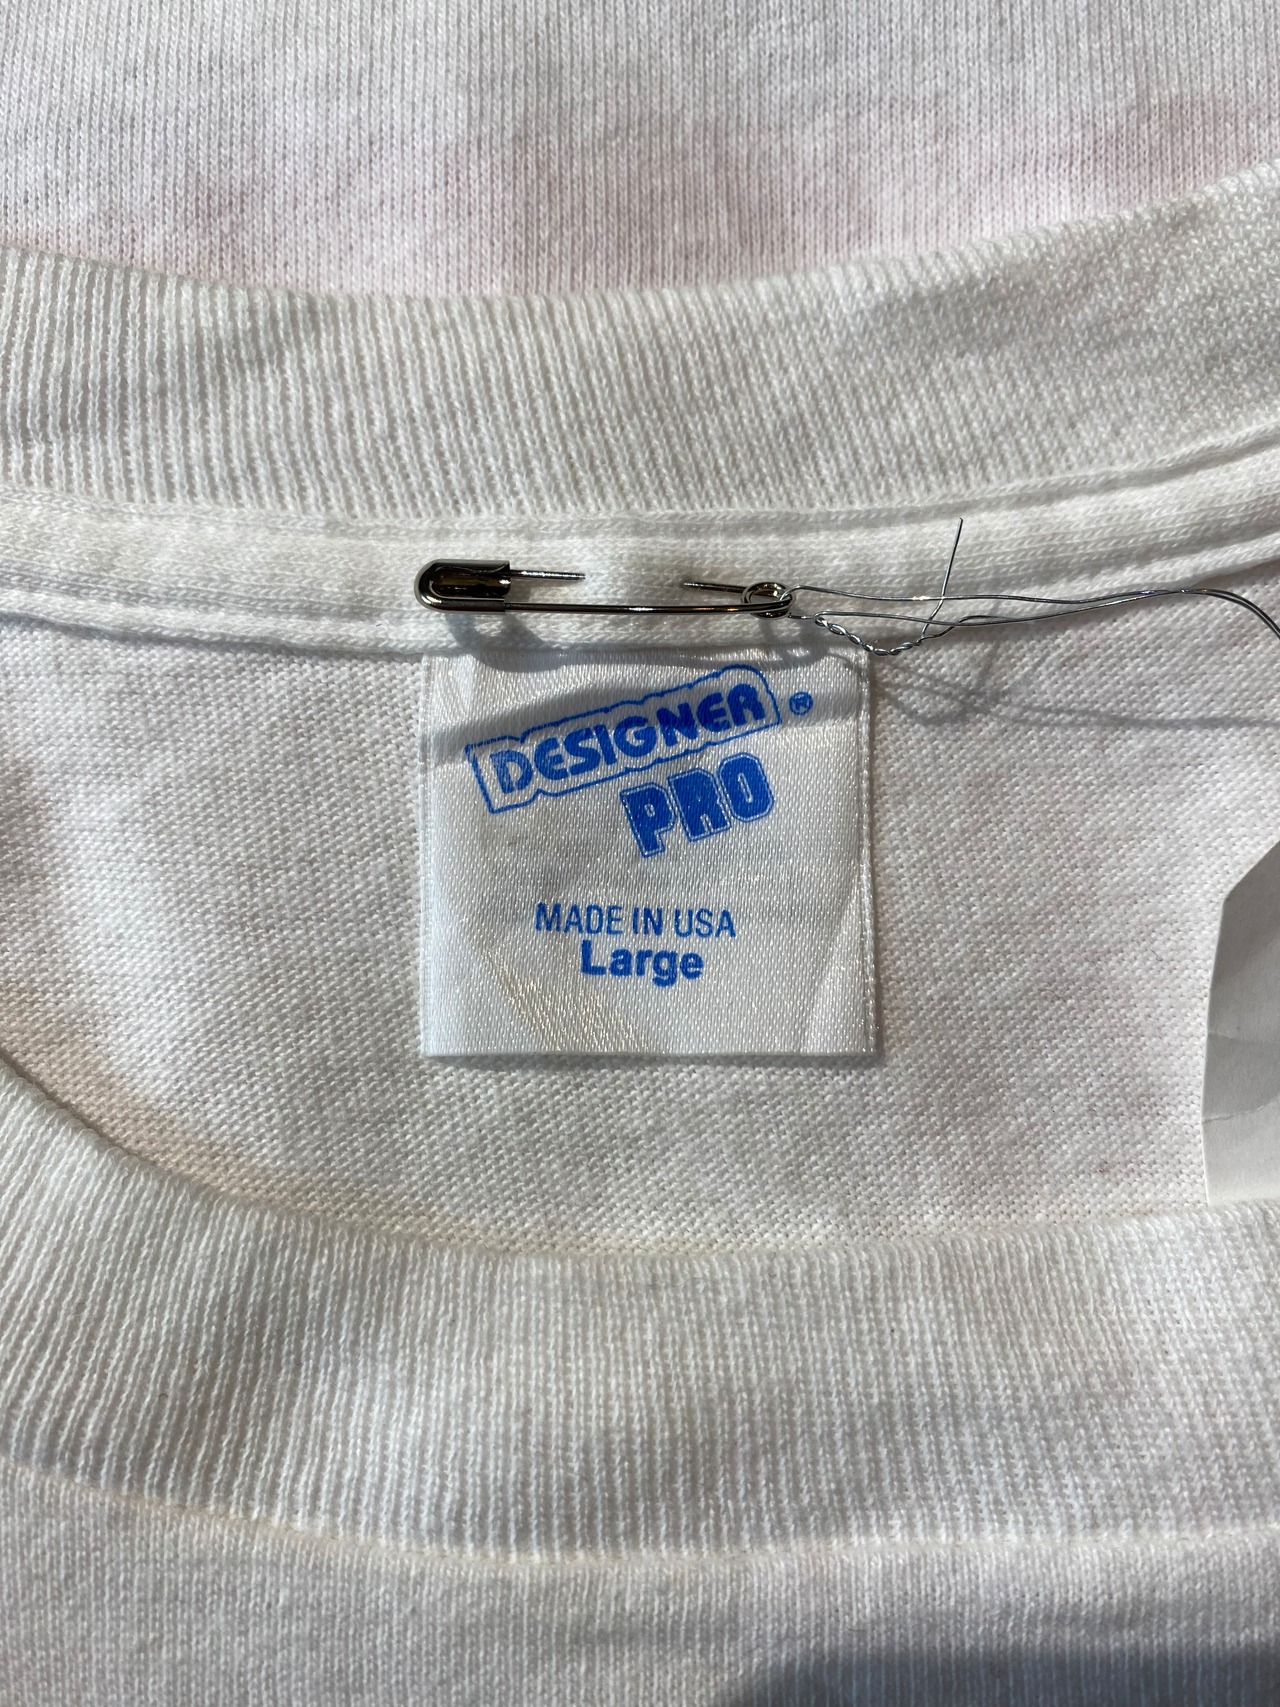 DESIGNER ®
PRO
MADE IN USA
Large